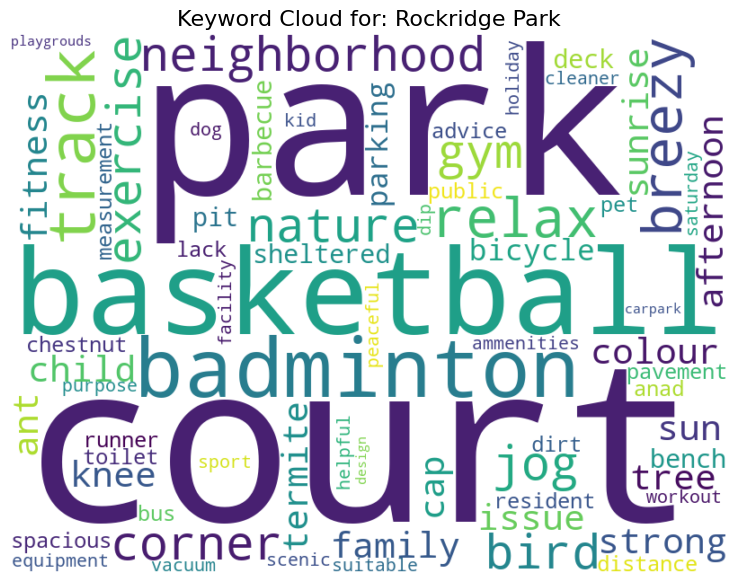 Keyword Cloud for: Rockridge Park
playgrouds
neighborhood
track
exercise
fitness
measurement
park
dog
kid
barbecue
parking
advice
holiday
deck
cleaner
gym
public
sunrise
breezy
saturday
afternoon
pet
pit
nature
relax
dip
lack
sheltered
bicycle
facility
basketball
peaceful
carpark
chestnut
child
purpose
badminton
ammenities
colour
pavement
anad
ant
court
runner
toilet
knee
sport
termite
helpful
design
cap
jog
dirt
sun
bench
tree
workout
resident
bus
issue
spacious
equipment
corner
vacuum
scenic
family
suitable
bird
strong
distance